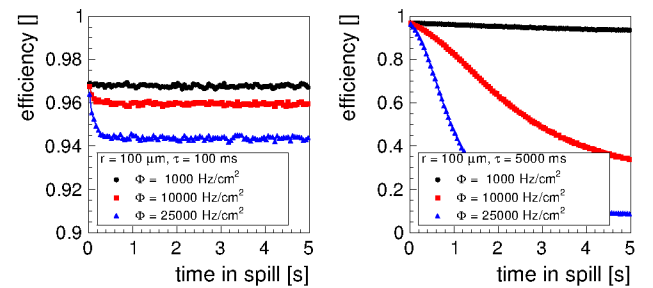 efficiency []
1
0.98
0.96
0.94
0.92
0.9
r = 100 μm, τ = 100 ms
Φ = 1000 Hz/cm²
Φ = 10000 Hz/cm²
Φ = 25000 Hz/cm²
0 1 2 3 4 5
time in spill [s]
efficiency []
1
0.8
0.6
0.4
0.2
0
r = 100 μm, τ = 5000 ms
Φ = 1000 Hz/cm²
Φ = 10000 Hz/cm²
Φ = 25000 Hz/cm²
0 1 2 3 4 5
time in spill [s]